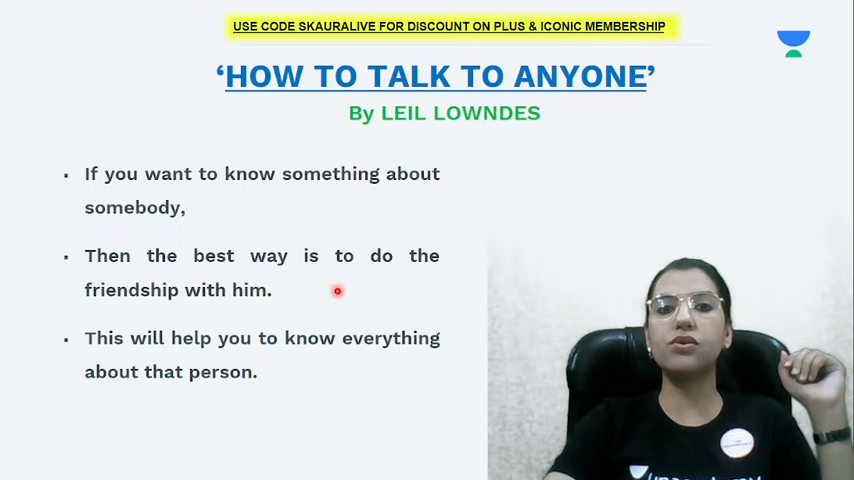 USE CODE SKAURALIVE FOR DISCOUNT ON PLUS & ICONIC MEMBERSHIP
‘HOW TO TALK TO ANYONE’
By LEIL LOWNDES
▪ If you want to know something about
somebody,
▪ Then the best way is to do the
friendship with him.
▪ This will help you to know everything
about that person.